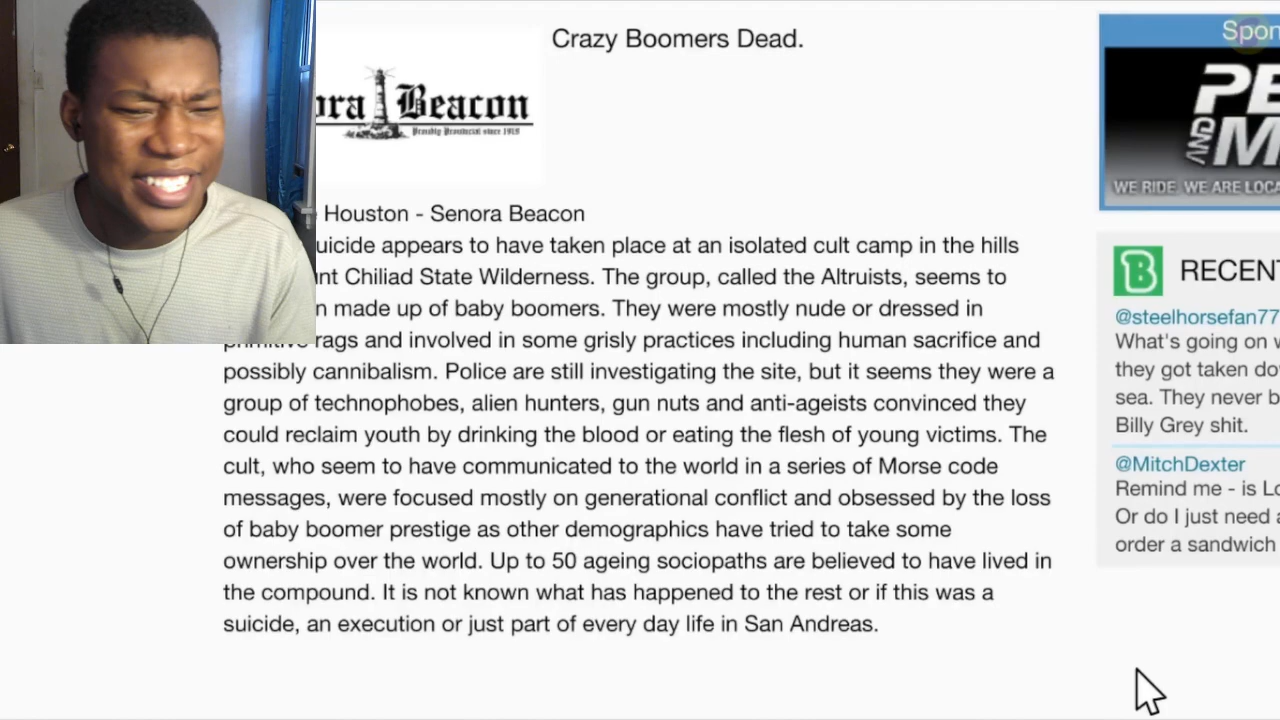 Crazy Boomers Dead.
ora Beacon
Proudly Provincial since 1919
Houston - Senora Beacon
uicide appears to have taken place at an isolated cult camp in the hills
nt Chiliad State Wilderness. The group, called the Altruists, seems to
n made up of baby boomers. They were mostly nude or dressed in
primitive rags and involved in some grisly practices including human sacrifice and
possibly cannibalism. Police are still investigating the site, but it seems they were a
group of technophobes, alien hunters, gun nuts and anti-ageists convinced they
could reclaim youth by drinking the blood or eating the flesh of young victims. The
cult, who seem to have communicated to the world in a series of Morse code
messages, were focused mostly on generational conflict and obsessed by the loss
of baby boomer prestige as other demographics have tried to take some
ownership over the world. Up to 50 ageing sociopaths are believed to have lived in
the compound. It is not known what has happened to the rest or if this was a
suicide, an execution or just part of every day life in San Andreas.
Spon
PE
AND M
WE RIDE WE ARE LOCA
B RECENT
@steelhorsefan77
What's going on w
they got taken do
sea. They never b
Billy Grey shit.
@MitchDexter
Remind me - is Lo
Or do I just need a
order a sandwich